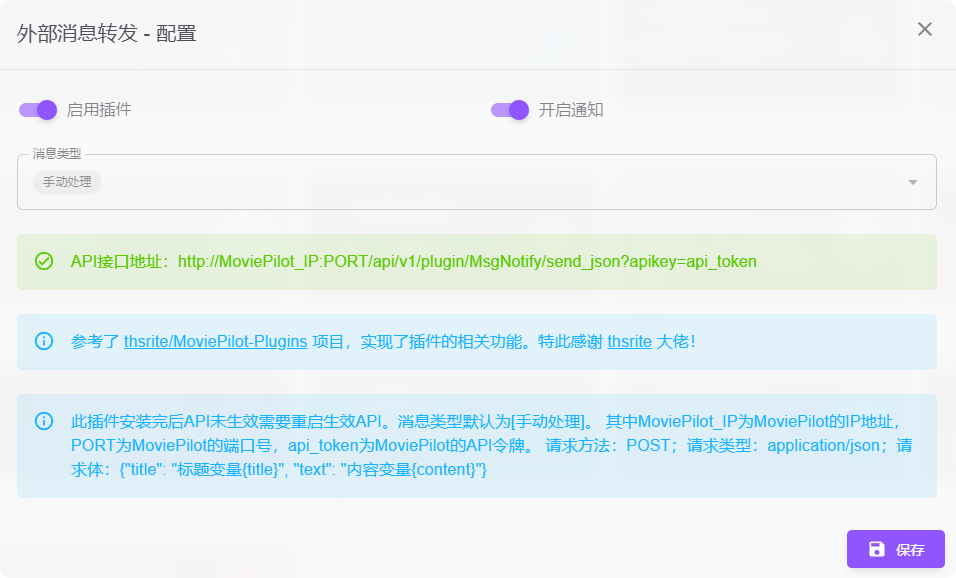 外部消息转发 - 配置
启用插件
开启通知
消息类型
手动处理
API接口地址：http://MoviePilot_IP:PORT/api/v1/plugin/MsgNotify/send_json?apikey=api_token
参考了 thsrite/MoviePilot-Plugins 项目，实现了插件的相关功能。特此感谢 thsrite 大佬！
此插件安装完后API未生效需要重启生效API。消息类型默认为[手动处理]。 其中MoviePilot_IP为MoviePilot的IP地址，
PORT为MoviePilot的端口号，api_token为MoviePilot的API令牌。 请求方法：POST；请求类型：application/json；请
求体：{"title": "标题变量{title}", "text": "内容变量{content}"}
保存